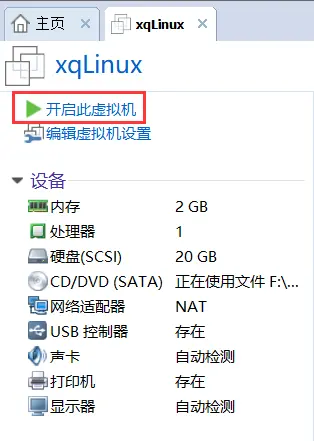 主页 xqLinux
xqLinux
开启此虚拟机
编辑虚拟机设置
设备
内存 2 GB
处理器 1
硬盘(SCSI) 20 GB
CD/DVD (SATA) 正在使用文件 F:\...
网络适配器 NAT
USB 控制器 存在
声卡 自动检测
打印机 存在
显示器 自动检测